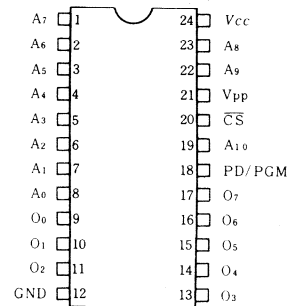 A7 1 24 Vcc
A6 2 23 A8
A5 3 22 A9
A4 4 21 Vpp
A3 5 20 C̅S̅
A2 6 19 A10
A1 7 18 PD/PGM
A0 8 17 O7
O0 9 16 O6
O1 10 15 O5
O2 11 14 O4
GND 12 13 O3